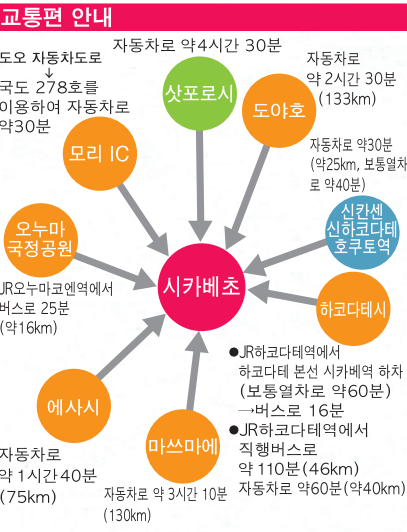 교통편 안내
도오 자동차도로
↓
국도 278호를
이용하여 자동차로
약30분
모리 IC
자동차로 약4시간 30분
삿포로시
자동차로
약 2시간 30분
(133km)
도야호
자동차로 약30분
(약25km, 보통열차
로 약40분)
신칸센
신하코다테
호쿠토역
오누마
국정공원
JR오누마코엔역에서
버스로 25분
(약16km)
시카베초
하코다테시
●JR하코다테역에서
하코다테 본선 시카베역 하차
(보통열차로 약60분)
→버스로 16분
●JR하코다테역에서
직행버스로
약 110분(46km)
자동차로 약60분(약40km)
에사시
자동차로
약 1시간 40분
(75km)
마쓰마에
자동차로 약 3시간 10분
(130km)